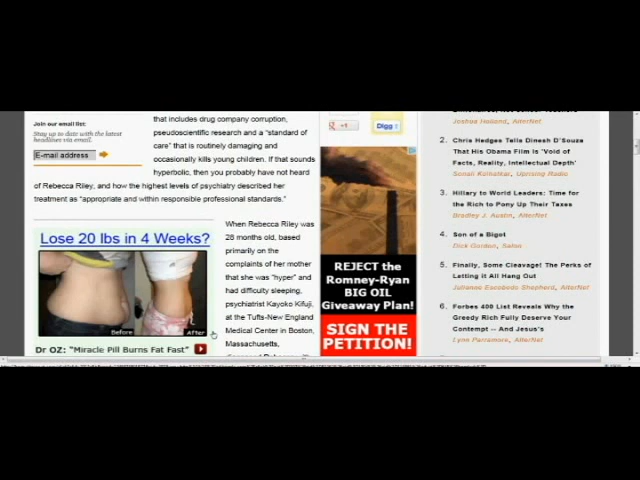 Join our email list:
Stay up to date with the latest
headlines via email.
E-mail address
that includes drug company corruption,
pseudoscientific research and a "standard of
care" that is routinely damaging and
occasionally kills young children. If that sounds
hyperbolic, then you probably have not heard
of Rebecca Riley, and how the highest levels of psychiatry described her
treatment as "appropriate and within responsible professional standards."
Lose 20 lbs in 4 Weeks?
Before
After
Dr OZ: "Miracle Pill Burns Fat Fast"
When Rebecca Riley was
28 months old, based
primarily on the
complaints of her mother
that she was "hyper" and
had difficulty sleeping,
psychiatrist Kayoko Kifuji,
at the Tufts-New England
Medical Center in Boston,
Massachusetts,
+1
Digg
REJECT the
Romney-Ryan
BIG OIL
Giveaway Plan!
SIGN THE
PETITION!
Joshua Holland, AlterNet
2. Chris Hedges Tells Dinesh D'Souza
That His Obama Film Is 'Void of
Facts, Reality, Intellectual Depth'
Sonali Kolhatkar, Uprising Radio
3. Hillary to World Leaders: Time for
the Rich to Pony Up Their Taxes
Bradley J. Austin, AlterNet
4. Son of a Bigot
Dick Gordon, Salon
5. Finally, Some Cleavage! The Perks of
Letting it All Hang Out
Julianne Escobedo Shepherd, AlterNet
6. Forbes 400 List Reveals Why the
Greedy Rich Fully Deserve Your
Contempt -- And Jesus's
Lynn Parramore, AlterNet